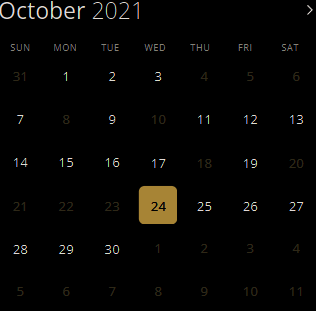 October 2021
SUN MON TUE WED THU FRI SAT
31 1 2 3 4 5 6
7 8 9 10 11 12 13
14 15 16 17 18 19 20
21 22 23 24 25 26 27
28 29 30 1 2 3 4
5 6 7 8 9 10 11